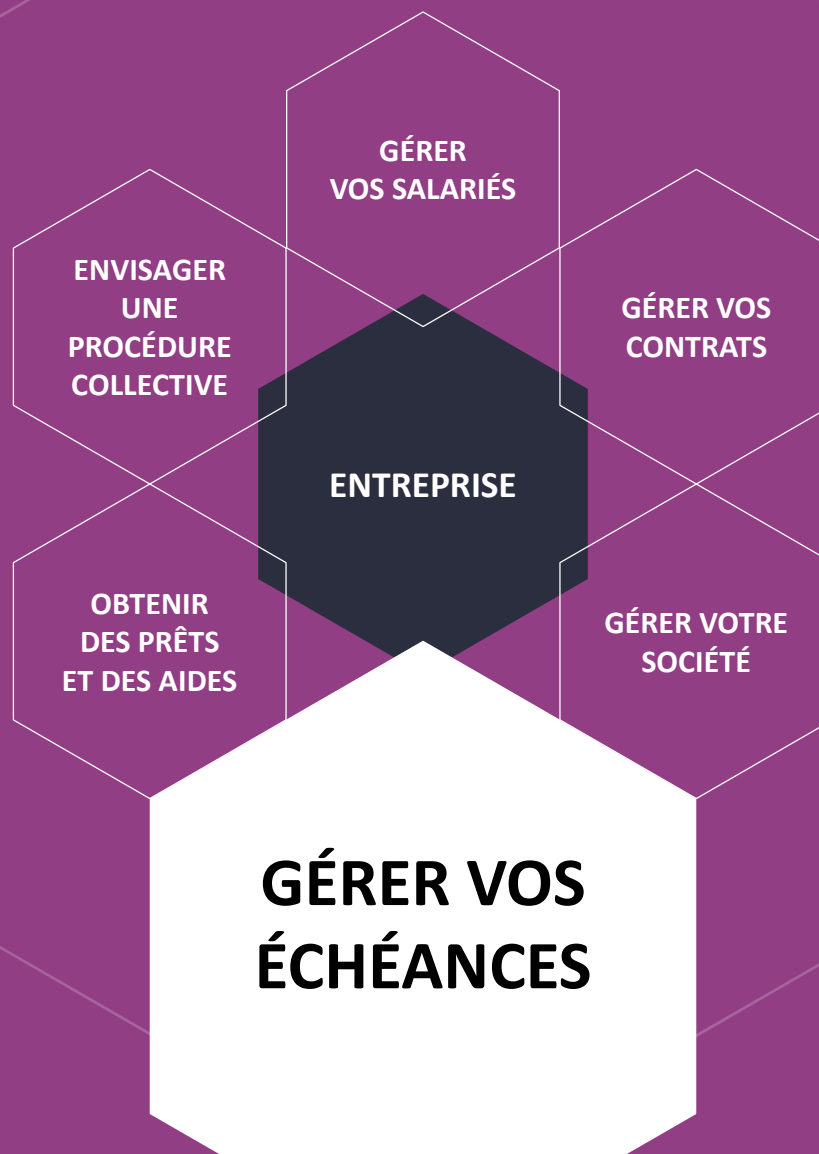 GÉRER
VOS SALARIÉS
ENVISAGER
UNE
PROCÉDURE
COLLECTIVE
GÉRER VOS
CONTRATS
ENTREPRISE
OBTENIR
DES PRÊTS
ET DES AIDES
GÉRER VOTRE
SOCIÉTÉ
GÉRER VOS
ÉCHÉANCES